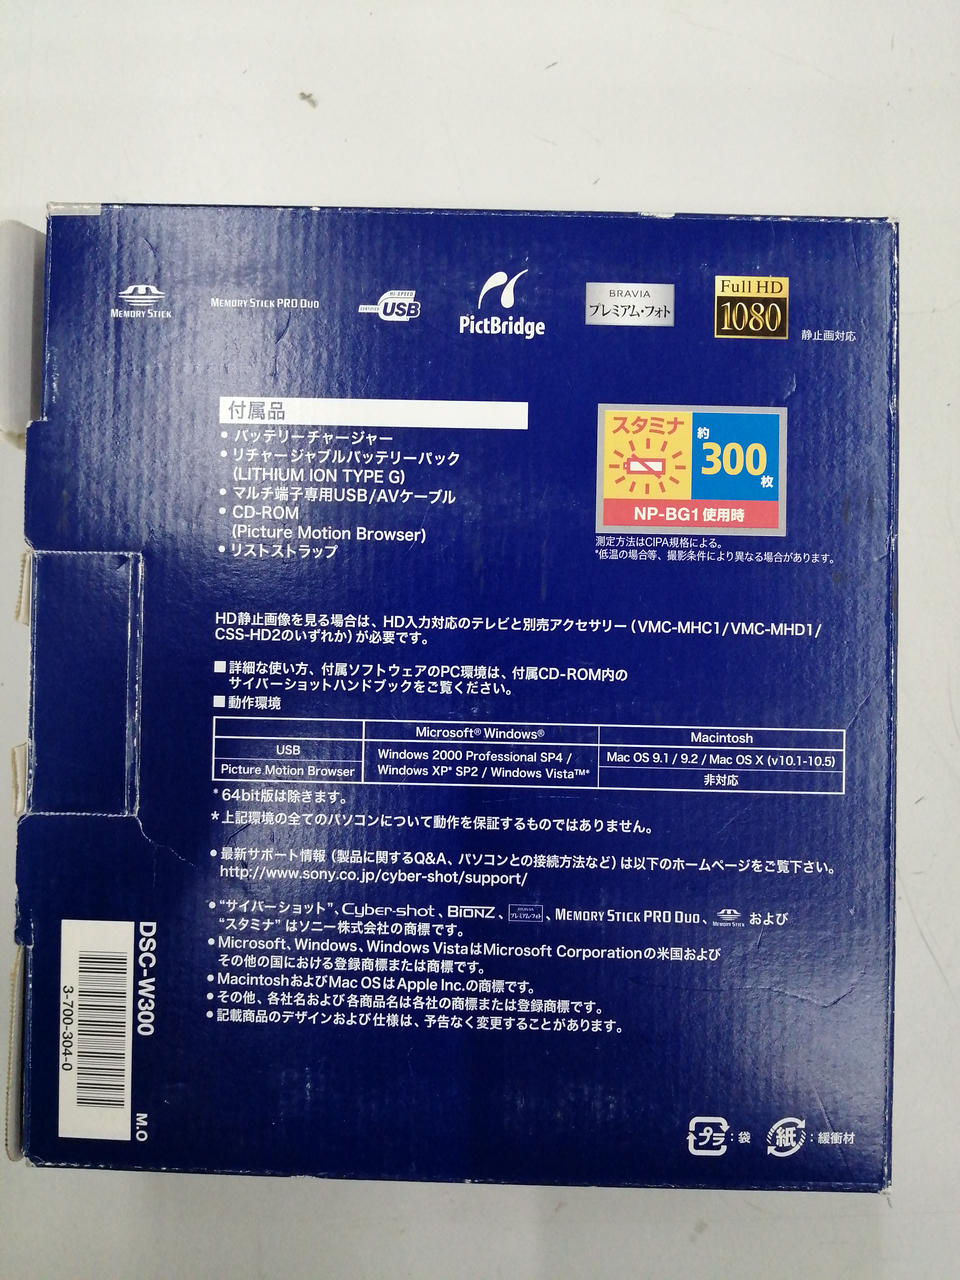 MEMORY STICK
MEMORY STICK PRO DUO
HI-SPEED
CERTIFIED USB
PictBridge
BRAVIA
プレミアム・フォト
Full HD
1080
静止画対応
付属品
● バッテリーチャージャー
● リチャージャブルバッテリーパック
(LITHIUM ION TYPE G)
● マルチ端子専用USB/AVケーブル
● CD-ROM
(Picture Motion Browser)
● リストストラップ
スタミナ
約
300
枚
NP-BG1使用時
測定方法はCIPA規格による。
*低温の場合等、撮影条件により異なる場合があります。
HD静止画像を見る場合は、HD入力対応のテレビと別売アクセサリー(VMC-MHC1/VMC-MHD1/
CSS-HD2のいずれか)が必要です。
■ 詳細な使い方、付属ソフトウェアのPC環境は、付属CD-ROM内の
サイバーショットハンドブックをご覧ください。
■ 動作環境
Microsoft® Windows® Macintosh
USB Windows 2000 Professional SP4 / Mac OS 9.1 / 9.2 / Mac OS X (v10.1-10.5)
Picture Motion Browser Windows XP* SP2 / Windows Vista™* 非対応
* 64bit版は除きます。
* 上記環境の全てのパソコンについて動作を保証するものではありません。
● 最新サポート情報(製品に関するQ&A、パソコンとの接続方法など)は以下のホームページをご覧下さい。
http://www.sony.co.jp/cyber-shot/support/
● “サイバーショット”、Cyber-shot、BIONZ、BRAVIA プレミアム・フォト、MEMORY STICK PRO DUO、MEMORY STICK および
“スタミナ”はソニー株式会社の商標です。
● Microsoft、Windows、Windows VistaはMicrosoft Corporationの米国および
その他の国における登録商標または商標です。
● MacintoshおよびMac OSはApple Inc.の商標です。
● その他、各社名および各商品名は各社の商標または登録商標です。
● 記載商品のデザインおよび仕様は、予告なく変更することがあります。
DSC-W300
M.O
3-700-304-0
プラ : 袋
紙 : 緩衝材